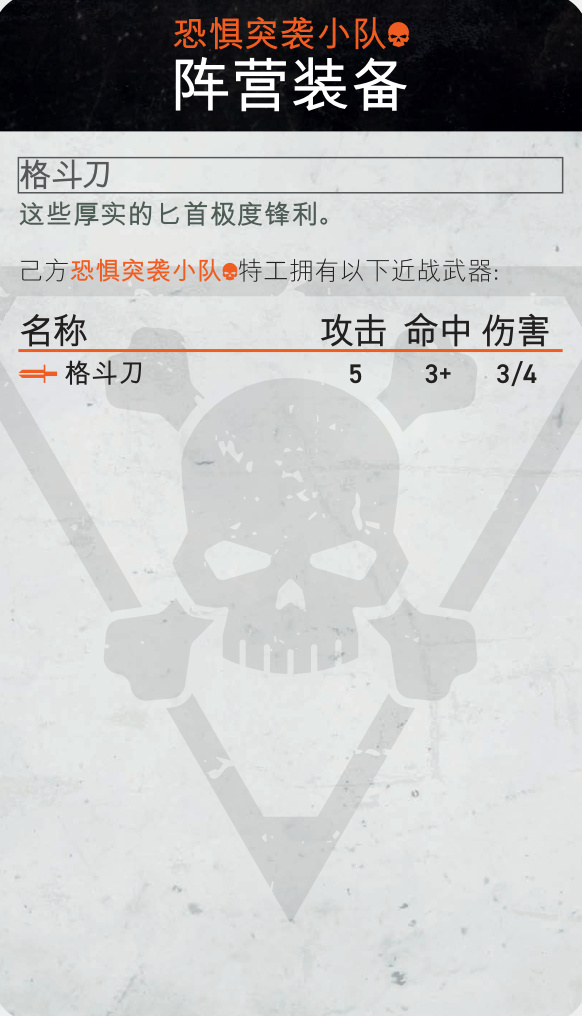 恐惧突袭小队
阵营装备
格斗刀
这些厚实的匕首极度锋利。
己方恐惧突袭小队特工拥有以下近战武器:
名称 攻击 命中 伤害
格斗刀 5 3+ 3/4